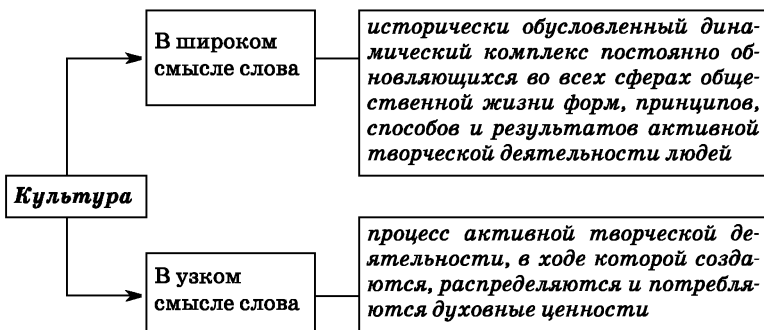 Культура
В широком
смысле слова
исторически обусловленный дина-
мический комплекс постоянно об-
новляющихся во всех сферах обще-
ственной жизни форм, принципов,
способов и результатов активной
творческой деятельности людей
В узком
смысле слова
процесс активной творческой де-
ятельности, в ходе которой созда-
ются, распределяются и потребля-
ются духовные ценности